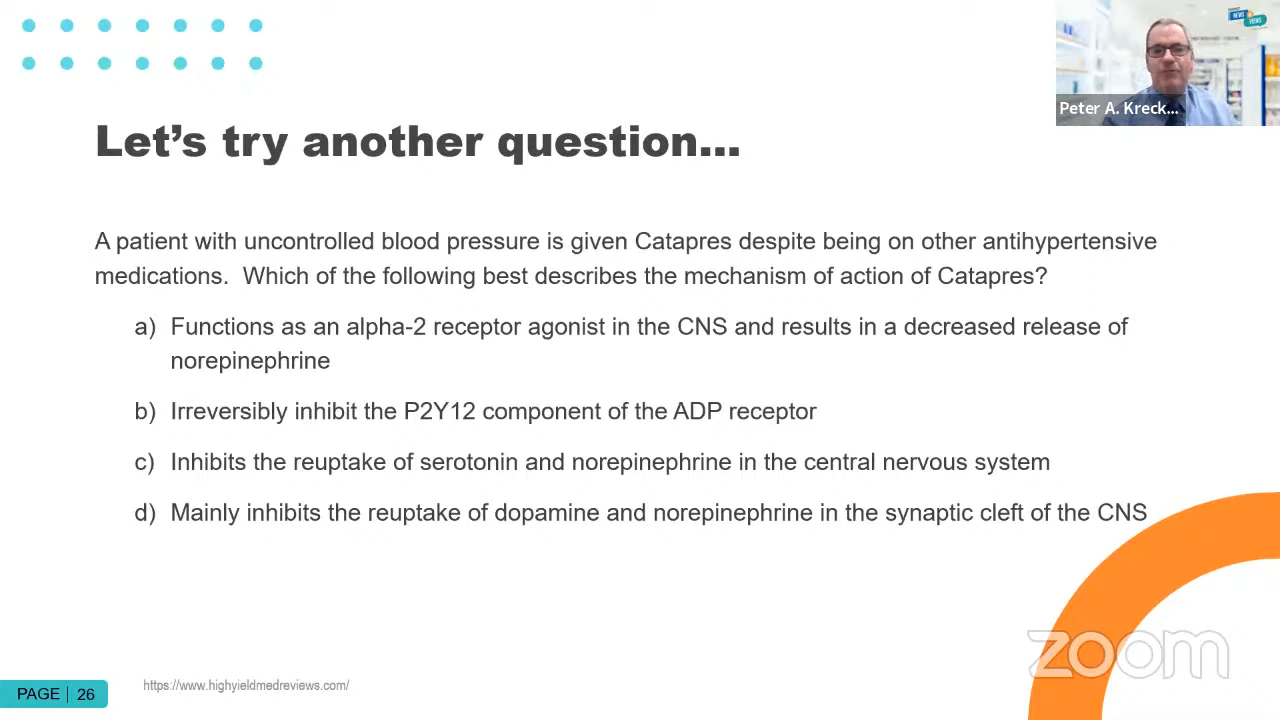 NEWS
VIEWS
Peter A. Kreck...
Let's try another question...
A patient with uncontrolled blood pressure is given Catapres despite being on other antihypertensive
medications. Which of the following best describes the mechanism of action of Catapres?
a) Functions as an alpha-2 receptor agonist in the CNS and results in a decreased release of
norepinephrine
b) Irreversibly inhibit the P2Y12 component of the ADP receptor
c) Inhibits the reuptake of serotonin and norepinephrine in the central nervous system
d) Mainly inhibits the reuptake of dopamine and norepinephrine in the synaptic cleft of the CNS
zoom
PAGE | 26
https://www.highyieldmedreviews.com/